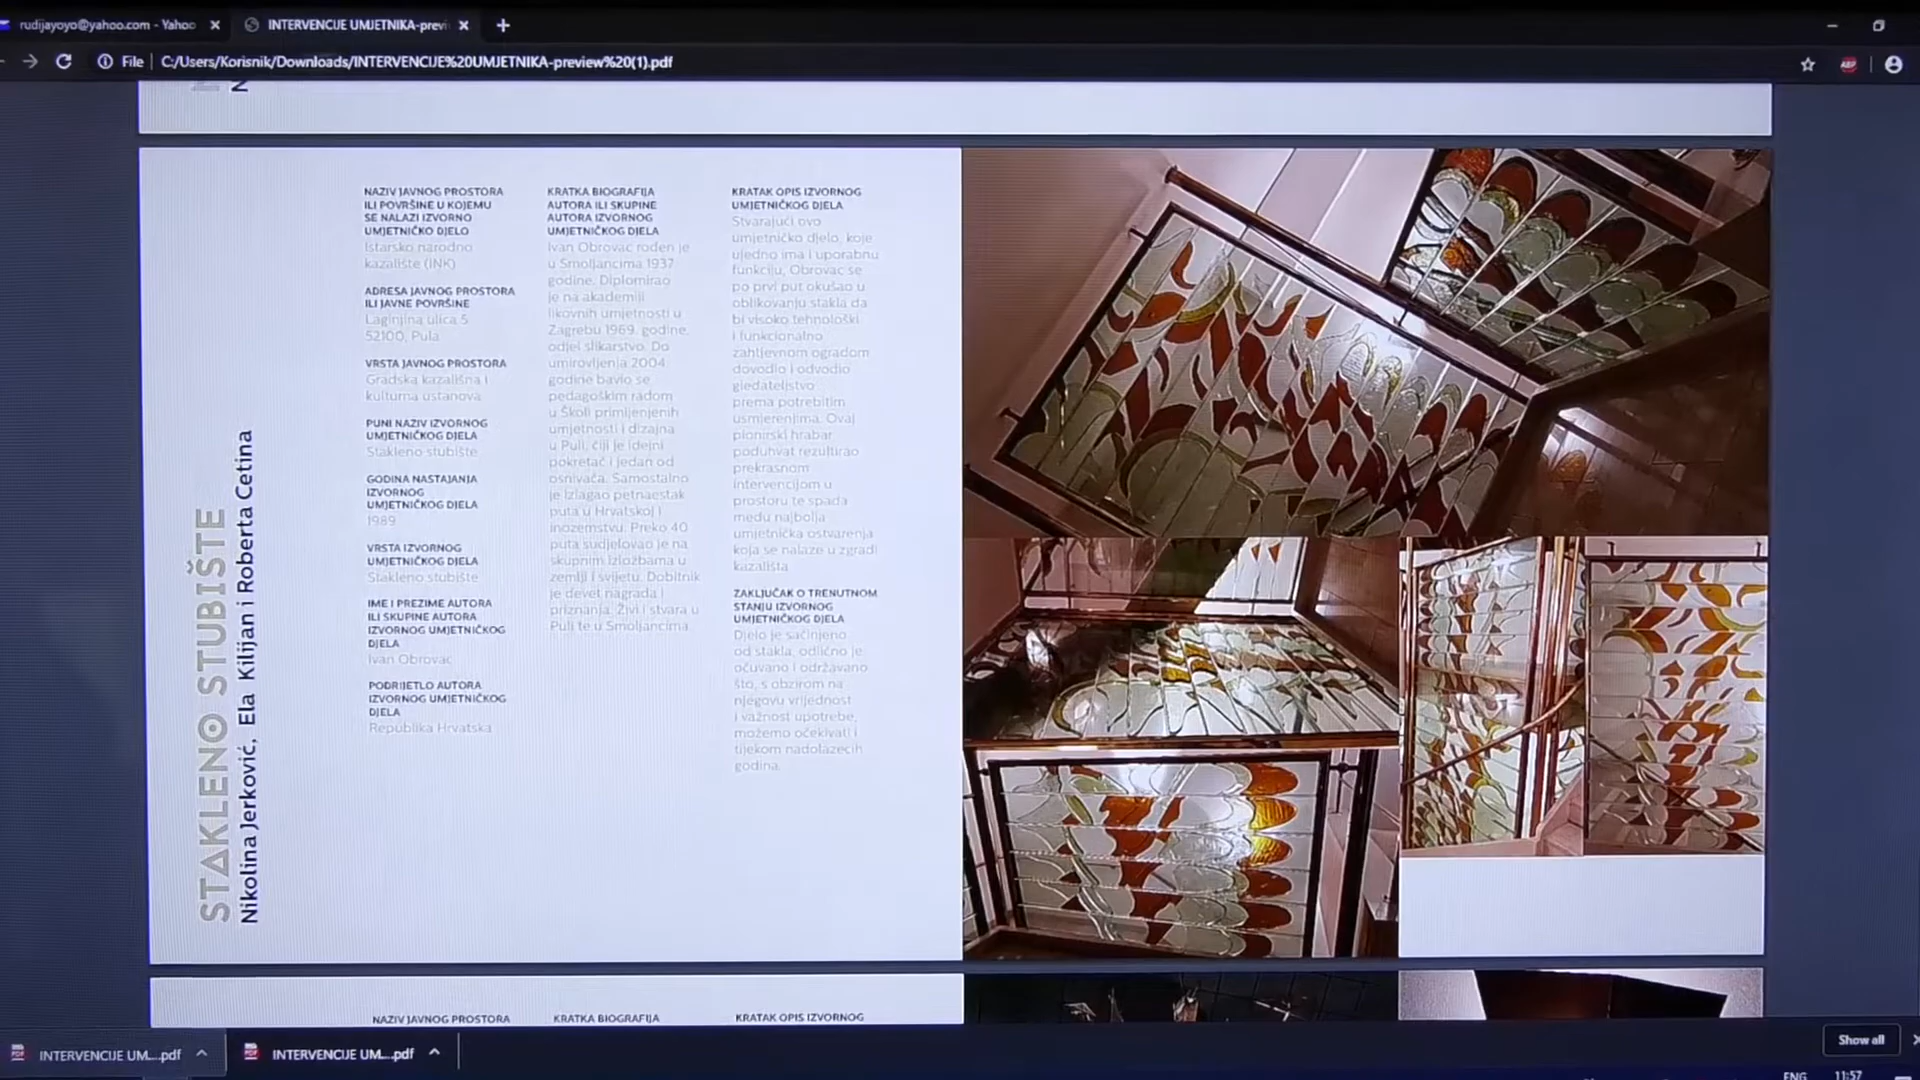 rudijayoyo@yahoo.com - Yahoo
INTERVENCIJE UMJETNIKA-previ
File
C:/Users/Korisnik/Downloads/INTERVENCIJE%20UMJETNIKA-preview%20(1).pdf
STAKLENO STUBIŠTE
Nikolina Jerković, Ela Kilijan i Roberta Cetina
NAZIV JAVNOG PROSTORA
ILI POVRŠINE U KOJEMU
SE NALAZI IZVORNO
UMJETNIČKO DJELO
Istarsko narodno
kazalište (INK)
ADRESA JAVNOG PROSTORA
ILI JAVNE POVRŠINE
Laginjina ulica 5
52100, Pula
VRSTA JAVNOG PROSTORA
Gradska kazališna i
kulturna ustanova
PUNI NAZIV IZVORNOG
UMJETNIČKOG DJELA
Stakleno stubište
GODINA NASTAJANJA
IZVORNOG
UMJETNIČKOG DJELA
1989
VRSTA IZVORNOG
UMJETNIČKOG DJELA
Stakleno stubište
IME I PREZIME AUTORA
ILI SKUPINE AUTORA
IZVORNOG UMJETNIČKOG
DJELA
Ivan Obrovac
PODRIJETLO AUTORA
IZVORNOG UMJETNIČKOG
DJELA
Republika Hrvatska
KRATKA BIOGRAFIJA
AUTORA ILI SKUPINE
AUTORA IZVORNOG
UMJETNIČKOG DJELA
Ivan Obrovac rođen je
u Smoljancima 1937.
godine. Diplomirao
je na akademiji
likovnih umjetnosti u
Zagrebu 1969. godine,
odjel slikarstvo. Do
umirovljenja 2004.
godine bavio se
pedagoškim radom
u Školi primijenjenih
umjetnosti i dizajna
u Puli, čiji je idejni
pokretač i jedan od
osnivača. Samostalno
je izlagao petnaestak
puta u Hrvatskoj i
inozemstvu. Preko 40
puta sudjelovao je na
skupnim izložbama u
zemlji i svijetu. Dobitnik
je devet nagrada i
priznanja. Živi i stvara u
Puli te u Smoljancima.
KRATAK OPIS IZVORNOG
UMJETNIČKOG DJELA
Stvarajući ovo
umjetničko djelo, koje
ujedno ima i uporabnu
funkciju, Obrovac se
po prvi put okušao u
oblikovanju stakla da
bi visoko tehnološki
i funkcionalno
zahtjevnom ogradom
dovodio i odvodio
gledateljstvo
prema potrebitim
usmjerenjima. Ovaj
pionirski hrabar
poduhvat rezultirao
prekrasnom
intervencijom u
prostoru te spada
među najbolja
umjetnička ostvarenja
koja se nalaze u zgradi
kazališta.
ZAKLJUČAK O TRENUTNOM
STANJU IZVORNOG
UMJETNIČKOG DJELA
Djelo je sačinjeno
od stakla, odlično je
očuvano i održavano
što, s obzirom na
njegovu vrijednost
i važnost upotrebe,
možemo očekivati i
tijekom nadolazećih
godina.
NAZIV JAVNOG PROSTORA
KRATKA BIOGRAFIJA
KRATAK OPIS IZVORNOG
INTERVENCIJE UM....pdf
INTERVENCIJE UM....pdf
Show all
ENG
11:57